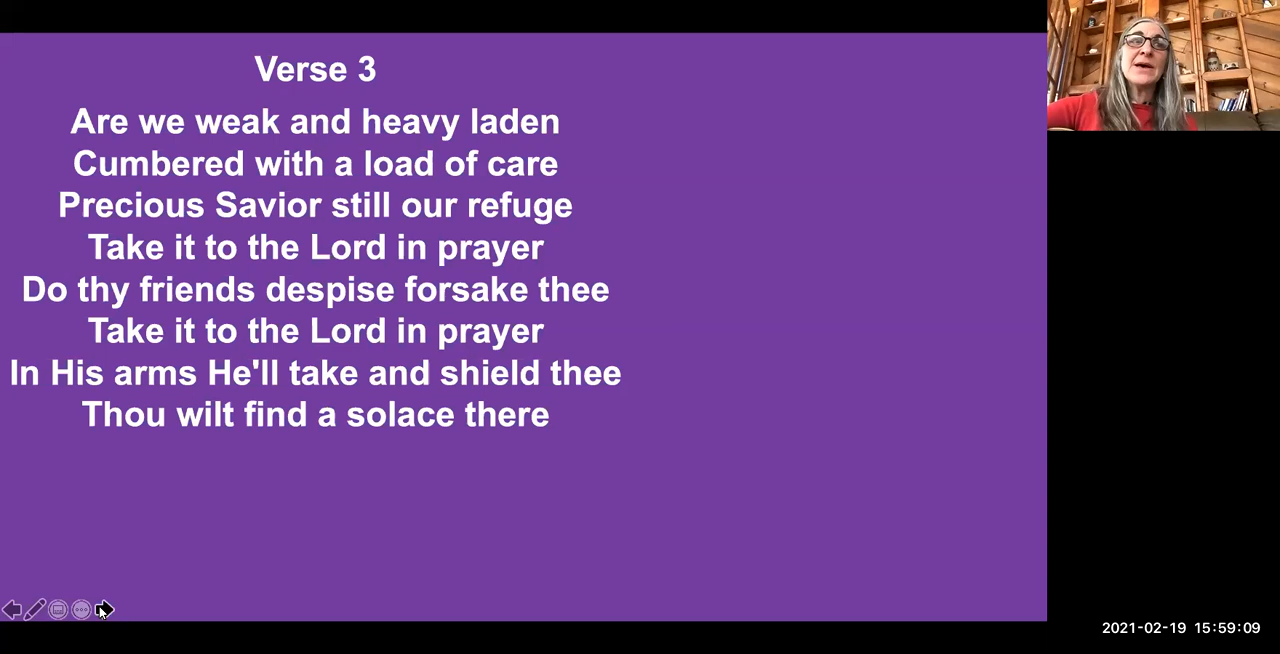 Verse 3
Are we weak and heavy laden
Cumbered with a load of care
Precious Savior still our refuge
Take it to the Lord in prayer
Do thy friends despise forsake thee
Take it to the Lord in prayer
In His arms He'll take and shield thee
Thou wilt find a solace there
2021-02-19 15:59:09